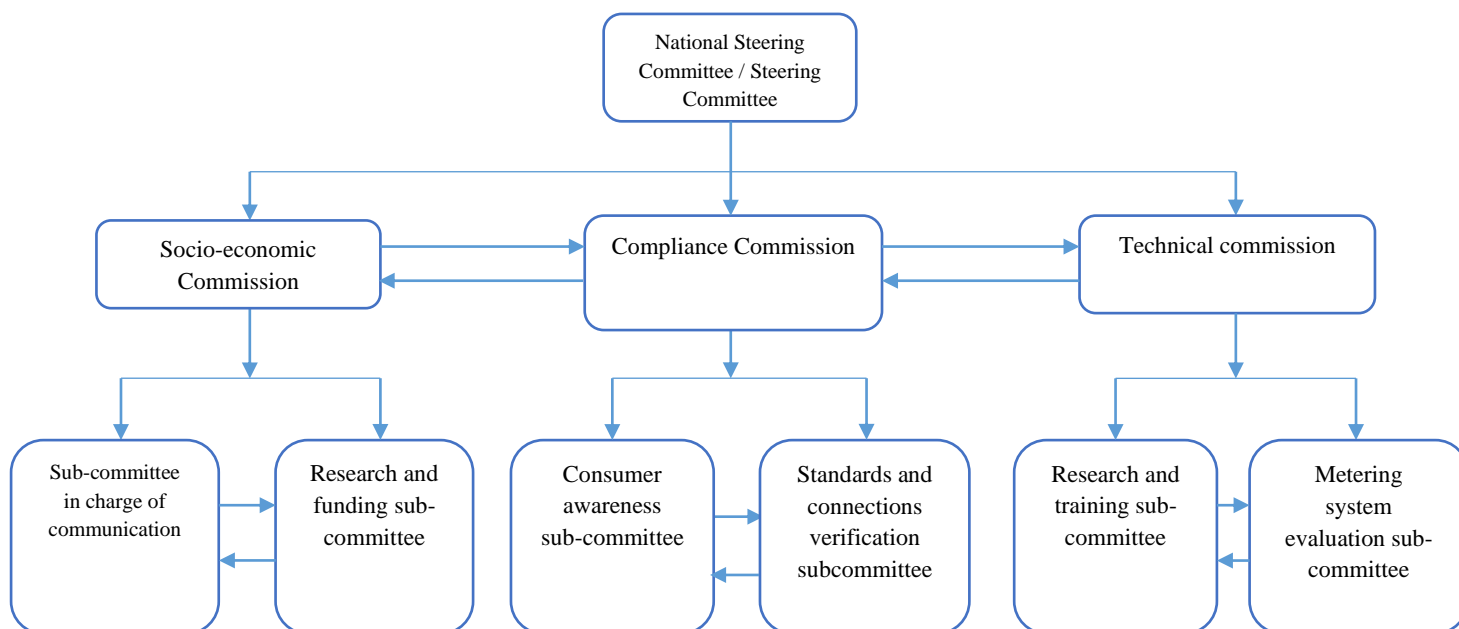 National Steering
Committee / Steering
Committee
Socio-economic
Commission
Compliance Commission
Technical commission
Sub-committee
in charge of
communication
Research and
funding sub-
committee
Consumer
awareness
sub-committee
Standards and
connections
verification
subcommittee
Research and
training sub-
committee
Metering
system
evaluation sub-
committee